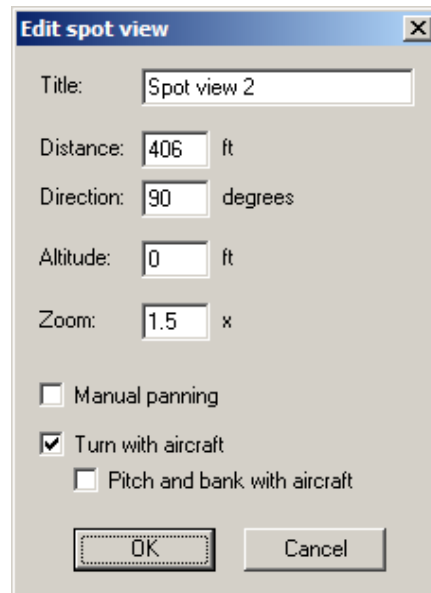 Edit spot view
Title: Spot view 2
Distance: 406 ft
Direction: 90 degrees
Altitude: 0 ft
Zoom: 1.5 x
Manual panning
Turn with aircraft
Pitch and bank with aircraft
OK Cancel